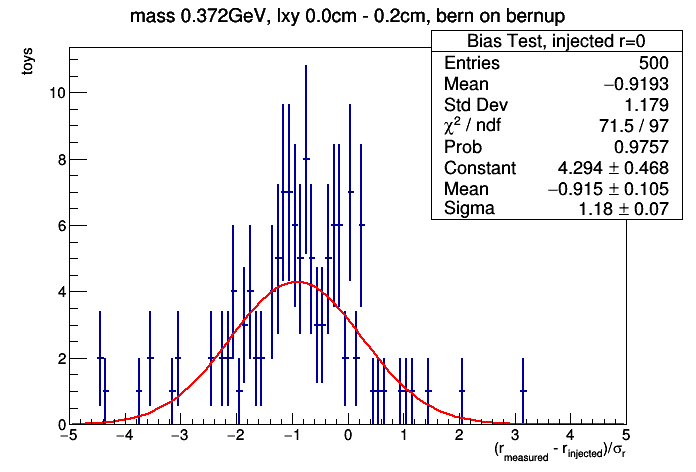 mass 0.372GeV, lxy 0.0cm - 0.2cm, bern on bernup
toys
Bias Test, injected r=0
Entries 500
Mean −0.9193
Std Dev 1.179
χ² / ndf 71.5 / 97
Prob 0.9757
Constant 4.294 ± 0.468
Mean −0.915 ± 0.105
Sigma 1.18 ± 0.07
10
8
6
4
2
0
−5 −4 −3 −2 −1 0 1 2 3 4 5
(r_measured - r_injected)/σ_r